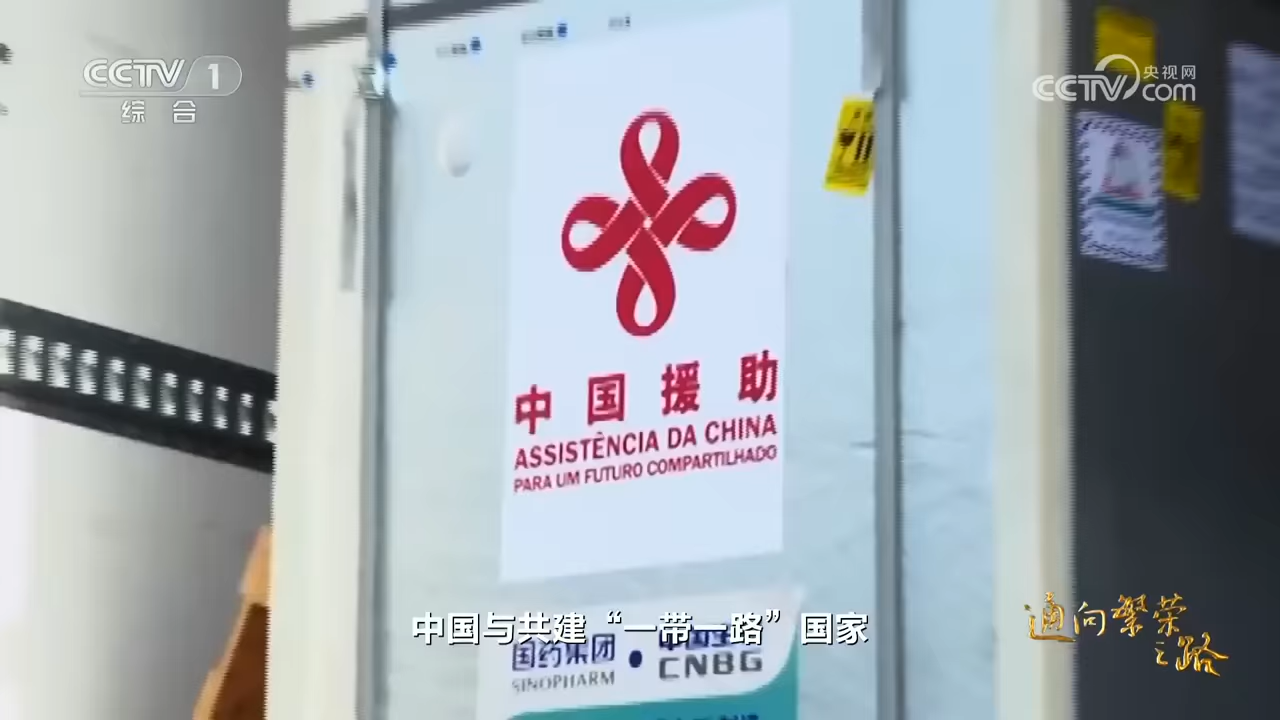 CCTV 1
综合
央视网
CCTV.com
中国援助
ASSISTÊNCIA DA CHINA
PARA UM FUTURO COMPARTILHADO
中国与共建“一带一路”国家
国药集团
SINOPHARM
CNBG
通向繁荣之路